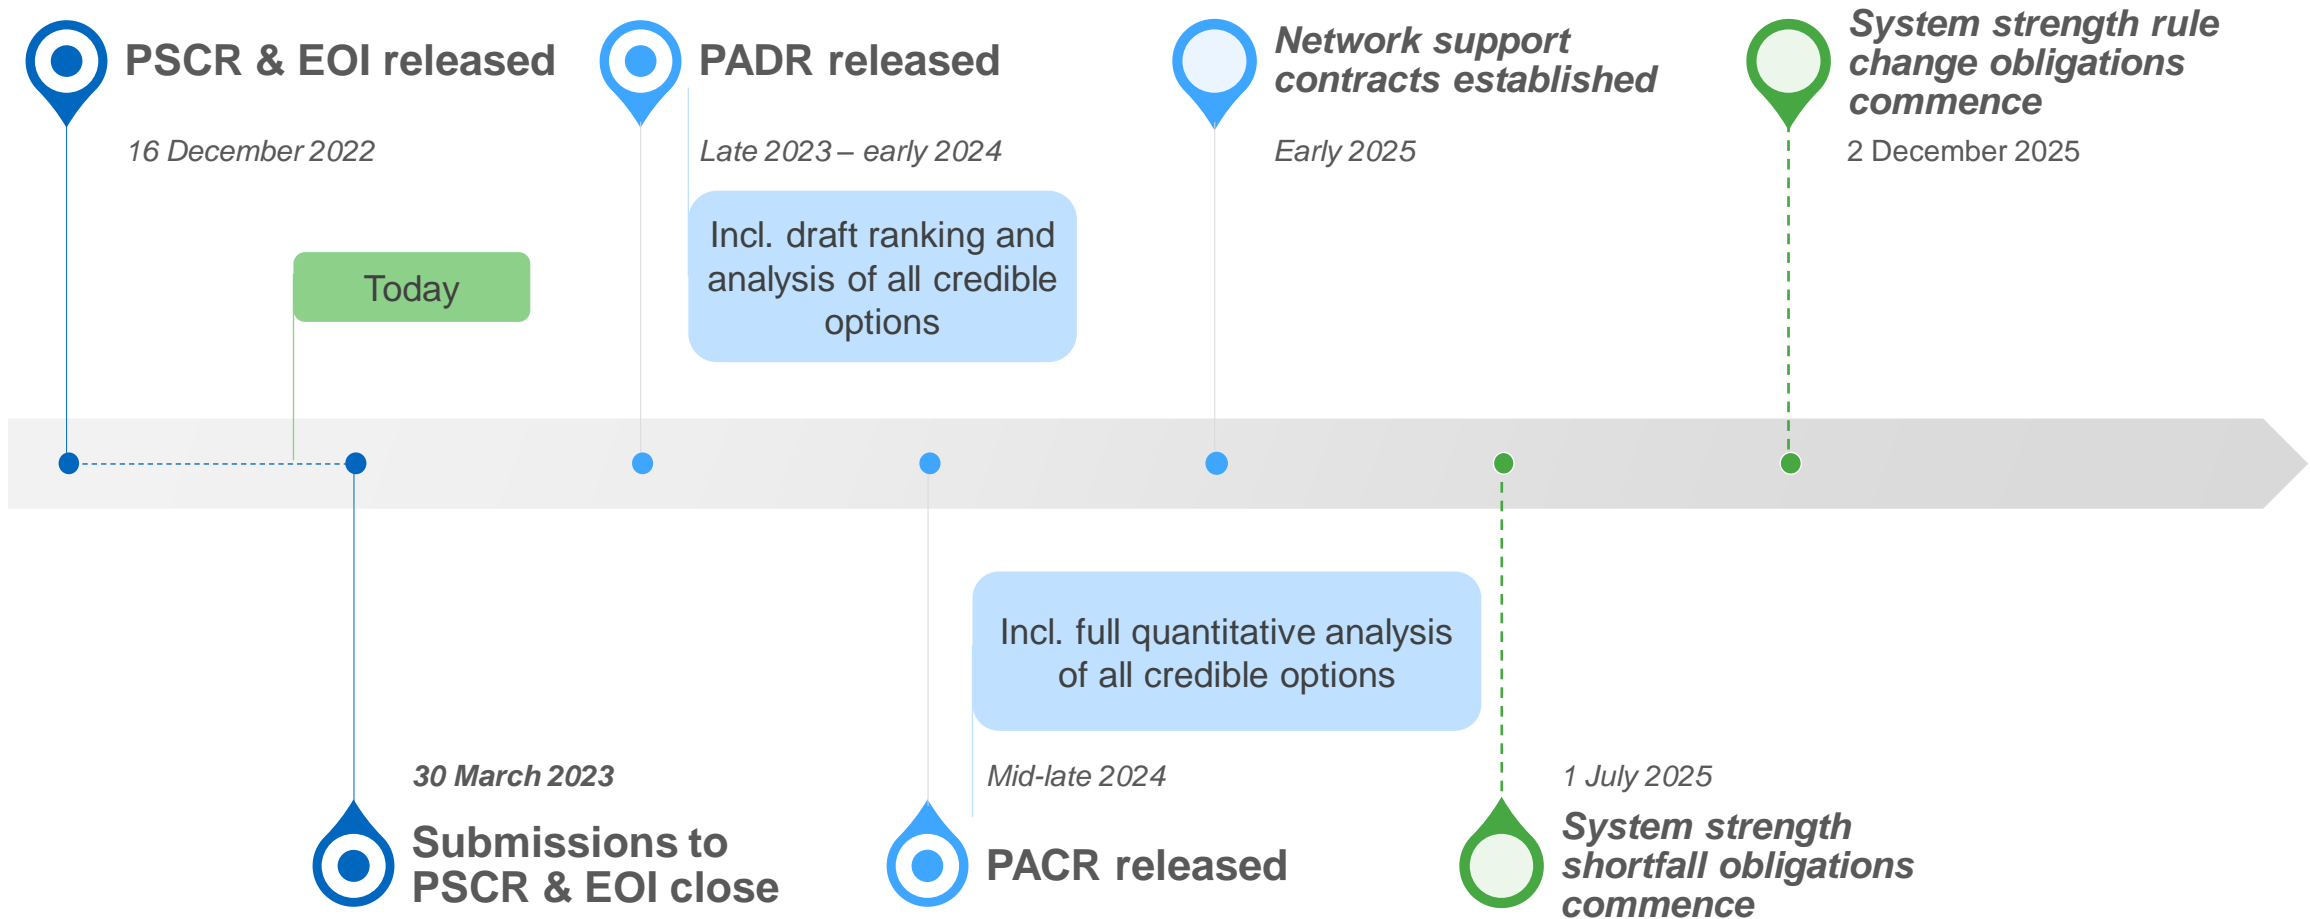 PSCR & EOI released
16 December 2022
Today
PADR released
Late 2023 – early 2024
Incl. draft ranking and
analysis of all credible
options
Network support
contracts established
Early 2025
System strength rule
change obligations
commence
2 December 2025
30 March 2023
Submissions to
PSCR & EOI close
Incl. full quantitative analysis
of all credible options
Mid-late 2024
PACR released
1 July 2025
System strength
shortfall obligations
commence